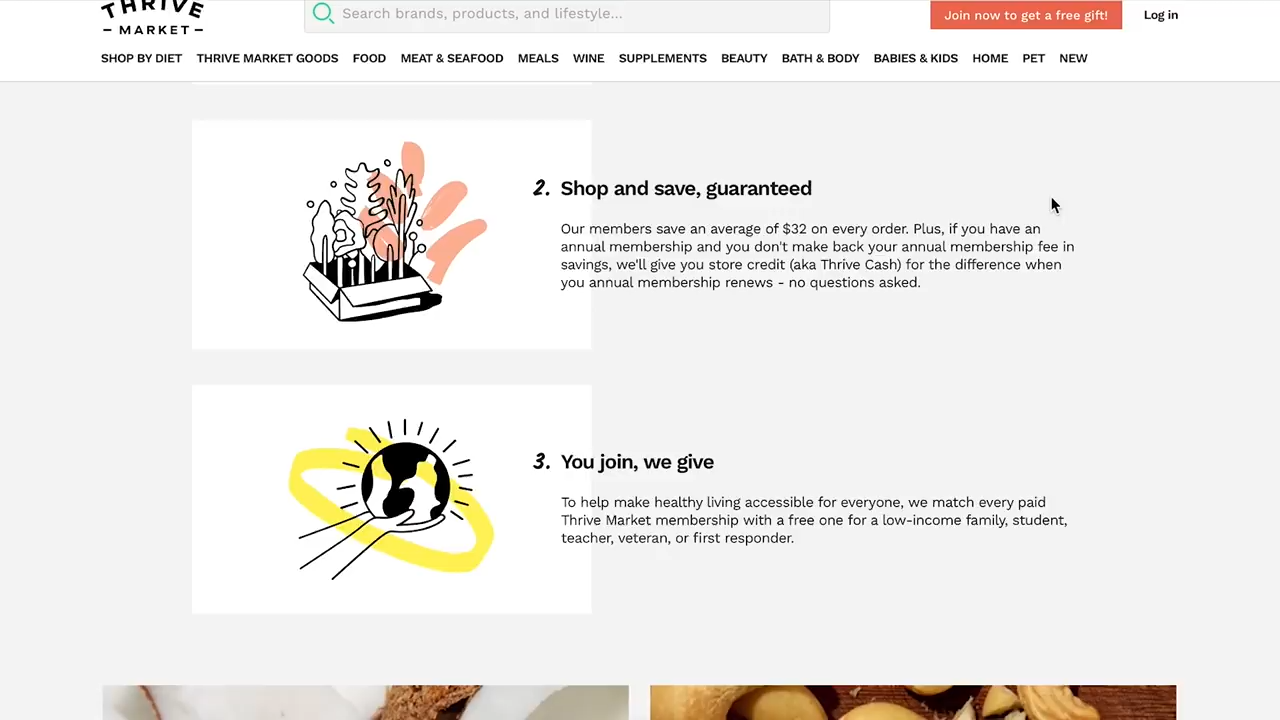 THRIVE
MARKET
Search brands, products, and lifestyle...
Join now to get a free gift!
Log in
SHOP BY DIET THRIVE MARKET GOODS FOOD MEAT & SEAFOOD MEALS WINE SUPPLEMENTS BEAUTY BATH & BODY BABIES & KIDS HOME PET NEW
2. Shop and save, guaranteed
Our members save an average of $32 on every order. Plus, if you have an
annual membership and you don't make back your annual membership fee in
savings, we'll give you store credit (aka Thrive Cash) for the difference when
you annual membership renews - no questions asked.
3. You join, we give
To help make healthy living accessible for everyone, we match every paid
Thrive Market membership with a free one for a low-income family, student,
teacher, veteran, or first responder.